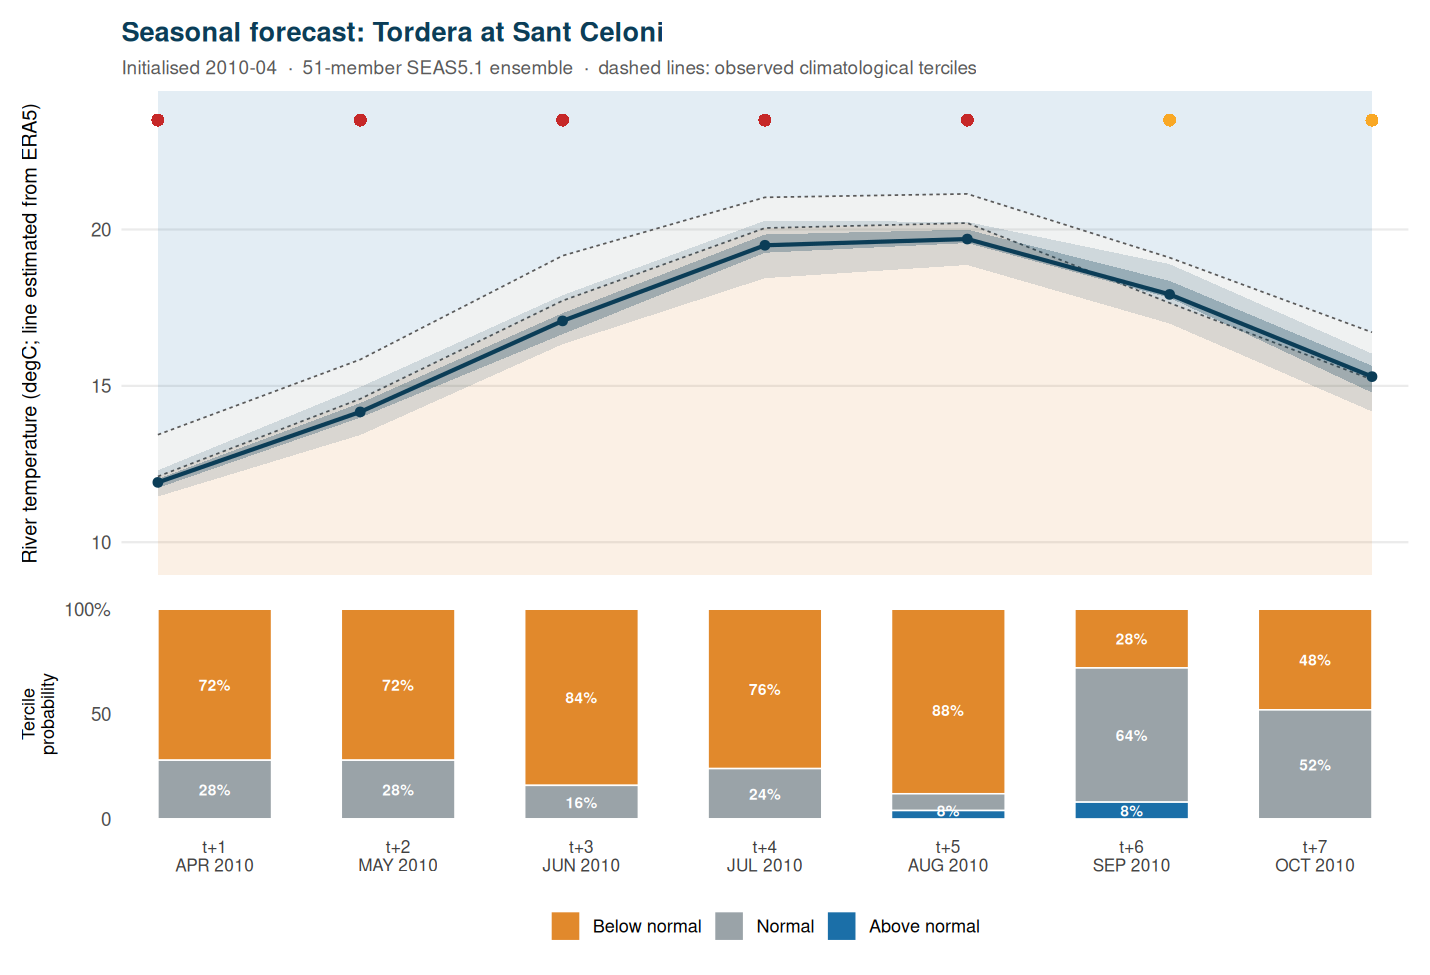 Seasonal forecast: Tordera at Sant Celoni
Initialised 2010-04 · 51-member SEAS5.1 ensemble · dashed lines: observed climatological terciles
River temperature (degC; line estimated from ERA5)
20
15
10
Tercile
probability
100%
50
0
72%
28%
72%
28%
84%
16%
76%
24%
88%
8%
28%
64%
8%
48%
52%
t+1
APR 2010
t+2
MAY 2010
t+3
JUN 2010
t+4
JUL 2010
t+5
AUG 2010
t+6
SEP 2010
t+7
OCT 2010
Below normal
Normal
Above normal